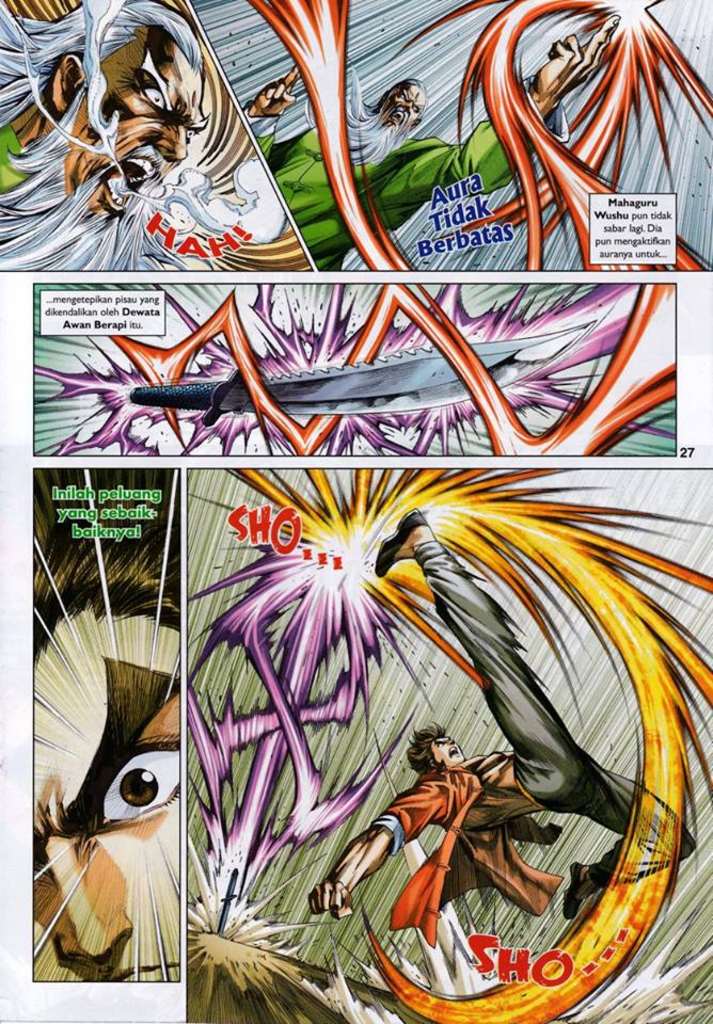 HAH!
Aura
Tidak
Berbatas
Mahaguru
Wushu pun tidak
sabar lagi. Dia
pun mengaktifkan
auranya untuk...
...mengetepikan pisau yang
dikendalikan oleh Dewata
Awan Berapi itu.
27
Inilah peluang
yang sebaik-
baiknya!
SHO...
SHO...